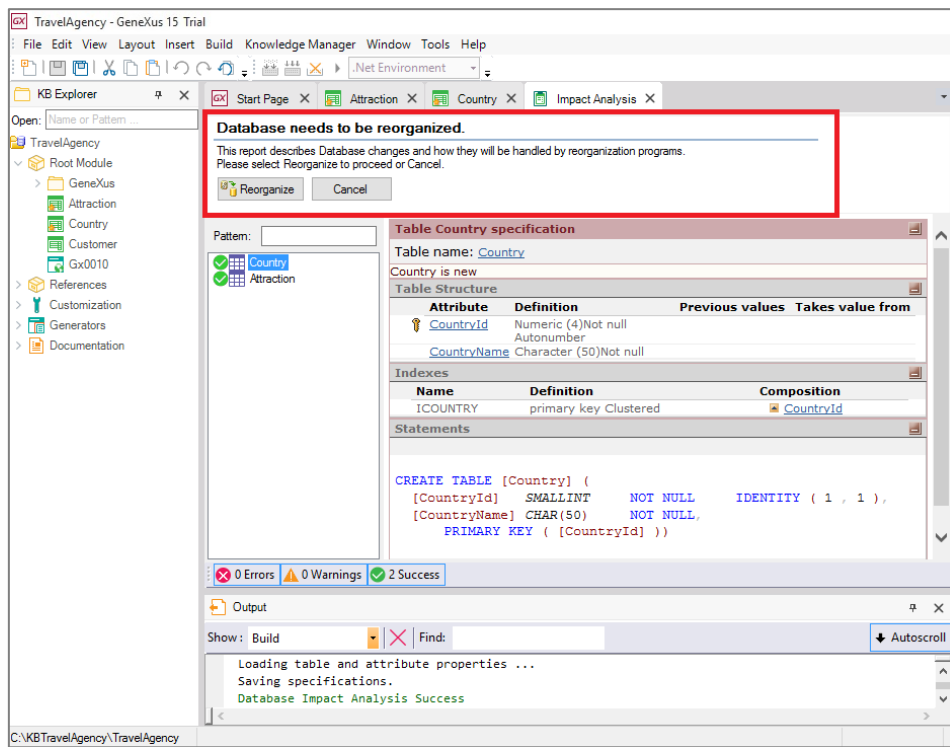 GX TravelAgency - GeneXus 15 Trial
File Edit View Layout Insert Build Knowledge Manager Window Tools Help
.Net Environment
KB Explorer
Open: Name or Pattern ...
TravelAgency
Root Module
GeneXus
Attraction
Country
Customer
Gx0010
References
Customization
Generators
Documentation
GX Start Page Attraction Country Impact Analysis
Database needs to be reorganized.
This report describes Database changes and how they will be handled by reorganization programs.
Please select Reorganize to proceed or Cancel.
Reorganize Cancel
Pattern:
Country
Attraction
Table Country specification
Table name: Country
Country is new
Table Structure
Attribute Definition Previous values Takes value from
CountryId Numeric (4)Not null
Autonumber
CountryName Character (50)Not null
Indexes
Name Definition Composition
ICOUNTRY primary key Clustered CountryId
Statements
CREATE TABLE [Country] (
[CountryId] SMALLINT NOT NULL IDENTITY ( 1 , 1 ),
[CountryName] CHAR(50) NOT NULL,
PRIMARY KEY ( [CountryId] ))
0 Errors 0 Warnings 2 Success
Output
Show: Build Find: Autoscroll
Loading table and attribute properties ...
Saving specifications.
Database Impact Analysis Success
C:\KBTravelAgency\TravelAgency